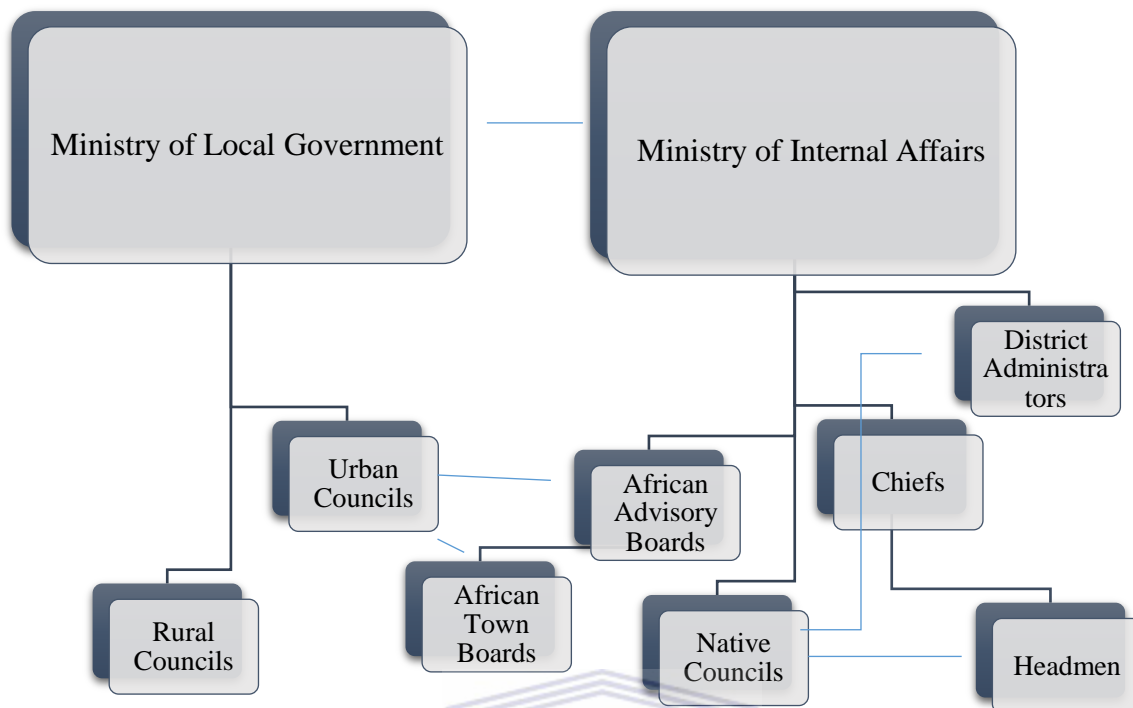 Ministry of Local Government
Ministry of Internal Affairs
District
Administra
tors
Urban
Councils
African
Advisory
Boards
Chiefs
Rural
Councils
African
Town
Boards
Native
Councils
Headmen